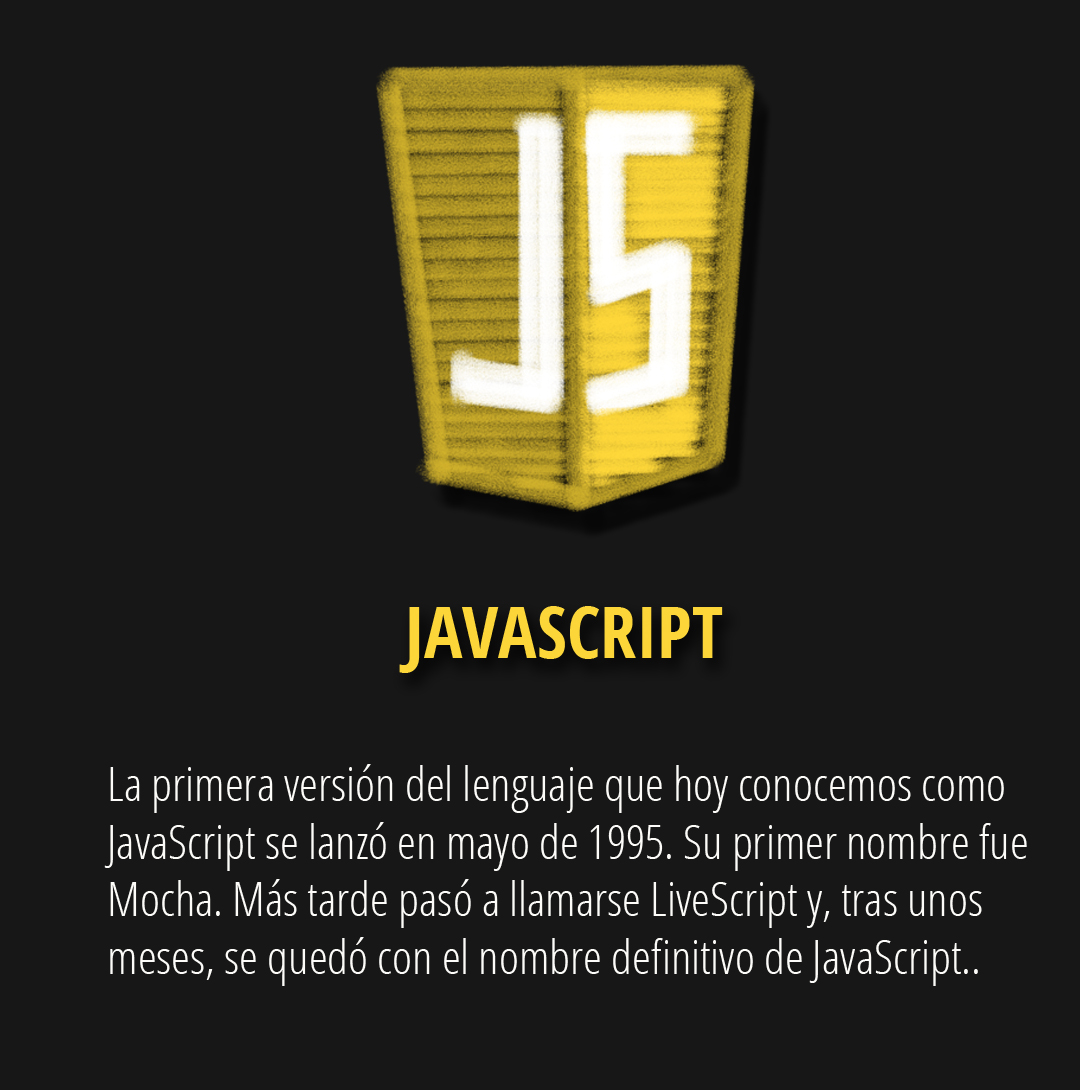 JS
JAVASCRIPT
La primera versión del lenguaje que hoy conocemos como
JavaScript se lanzó en mayo de 1995. Su primer nombre fue
Mocha. Más tarde pasó a llamarse LiveScript y, tras unos
meses, se quedó con el nombre definitivo de JavaScript..